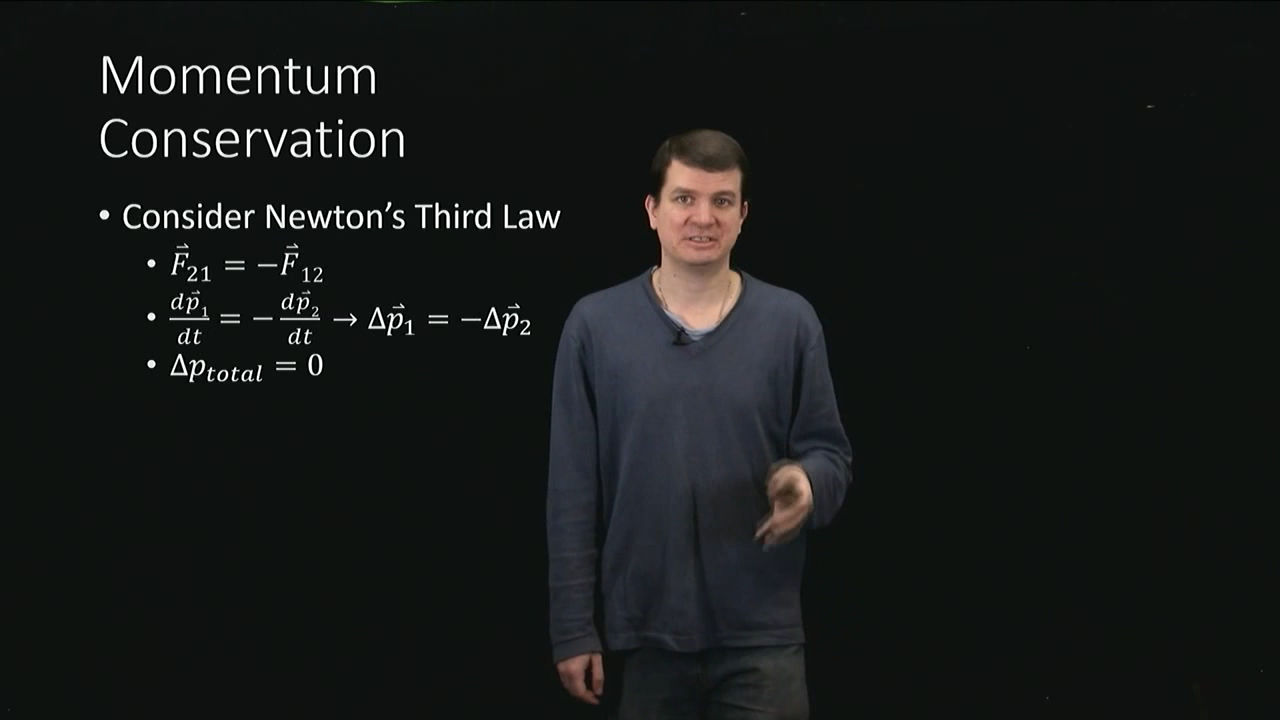 Momentum
Conservation
• Consider Newton's Third Law
• F⃗₂₁ = −F⃗₁₂
• dp⃗₁/dt = −dp⃗₂/dt → Δp⃗₁ = −Δp⃗₂
• Δp_total = 0